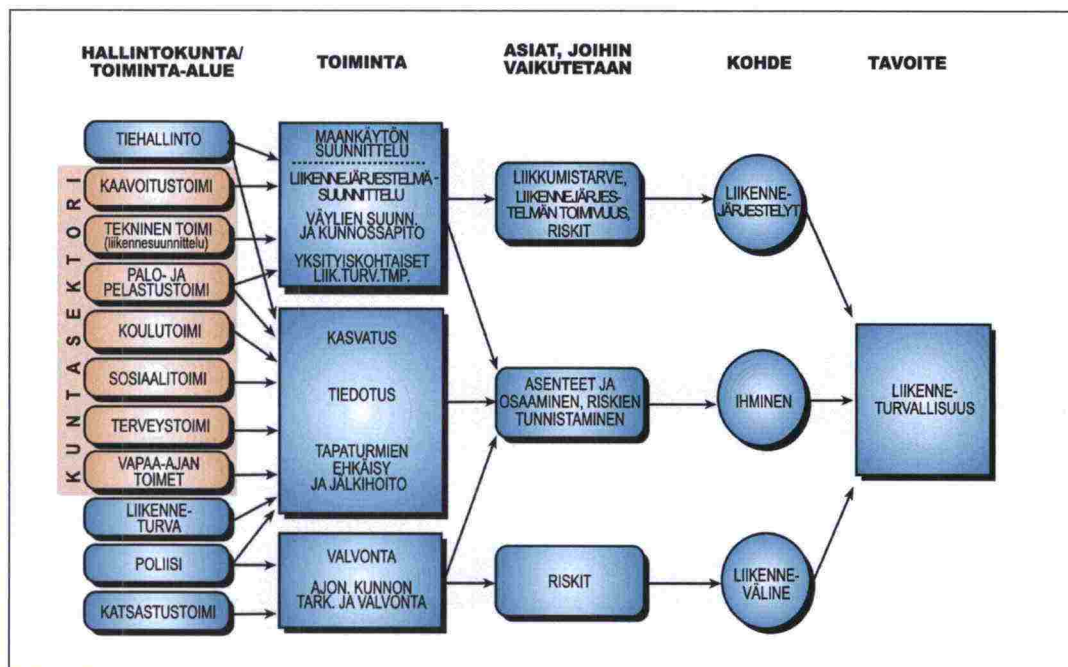 HALLINTOKUNTA/
TOIMINTA-ALUE
TOIMINTA
ASIAT, JOIHIN
VAIKUTETAAN
KOHDE
TAVOITE
KUNTASEKTORI
TIEHALLINTO
KAAVOITUSTOIMI
TEKNINEN TOIMI
(liikennesuunnittelu)
PALO- JA
PELASTUSTOIMI
KOULUTOIMI
SOSIAALITOIMI
TERVEYSTOIMI
VAPAA-AJAN
TOIMET
LIIKENNE-
TURVA
POLIISI
KATSASTUSTOIMI
MAANKÄYTÖN
SUUNNITTELU
LIIKENNEJÄRJESTELMÄ-
SUUNNITTELU
VÄYLIEN SUUNN.
JA KUNNOSSAPITO
YKSITYISKOHTAISET
LIIK.TURV.TMP.
KASVATUS
TIEDOTUS
TAPATURMIEN
EHKÄISY
JA JÄLKIHOITO
VALVONTA
AJON. KUNNON
TARK. JA VALVONTA
LIIKKUMISTARVE,
LIIKENNEJÄRJES-
TELMÄN TOIMIVUUS,
RISKIT
ASENTEET JA
OSAAMINEN, RISKIEN
TUNNISTAMINEN
RISKIT
LIIKENNE-
JÄRJESTELYT
IHMINEN
LIIKENNE-
VÄLINE
LIIKENNE-
TURVALLISUUS